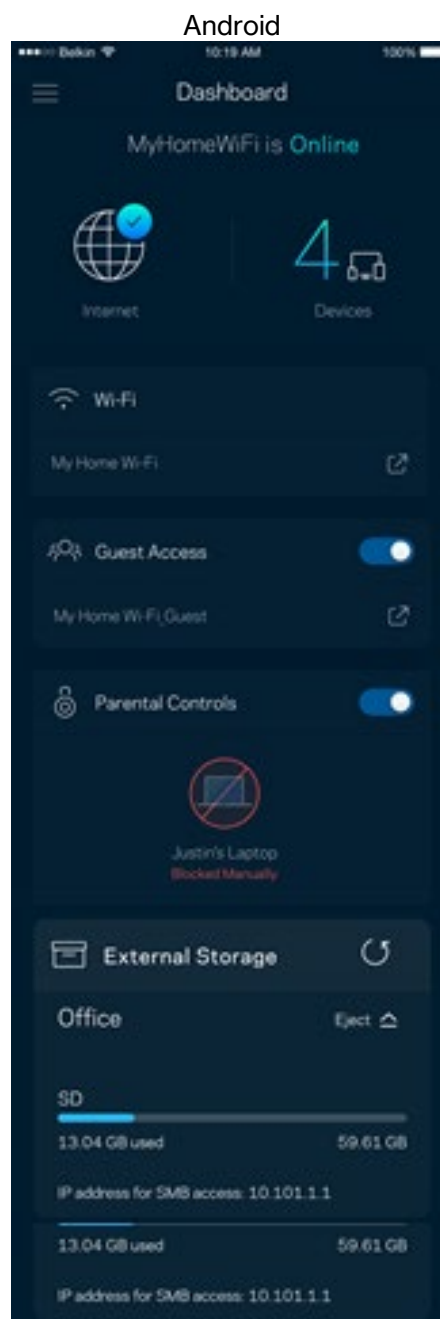 Android
Belkin 10:19 AM 100%
Dashboard
MyHomeWiFi is Online
4
Internet Devices
Wi-Fi
My Home Wi-Fi
Guest Access
My Home Wi-Fi_Guest
Parental Controls
Justin's Laptop
Blocked Manually
External Storage
Office Eject
SD
13.04 GB used 59.61 GB
IP address for SMB access: 10.101.1.1
13.04 GB used 59.61 GB
IP address for SMB access: 10.101.1.1